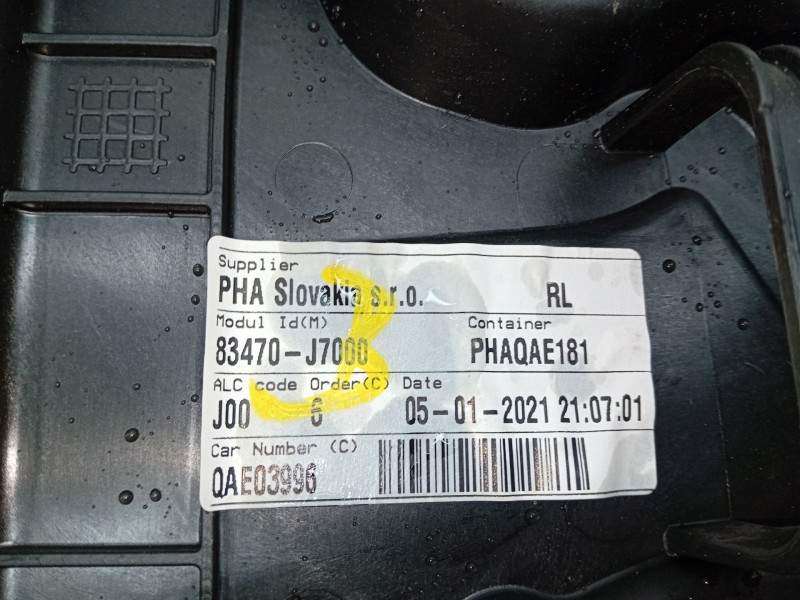 Supplier
PHA Slovakia s.r.o. RL
Modul Id(M) Container
83470-J7000 PHAQAE181
ALC code Order(C) Date
J00 05-01-2021 21:07:01
Car Number (C)
QAE03996
3